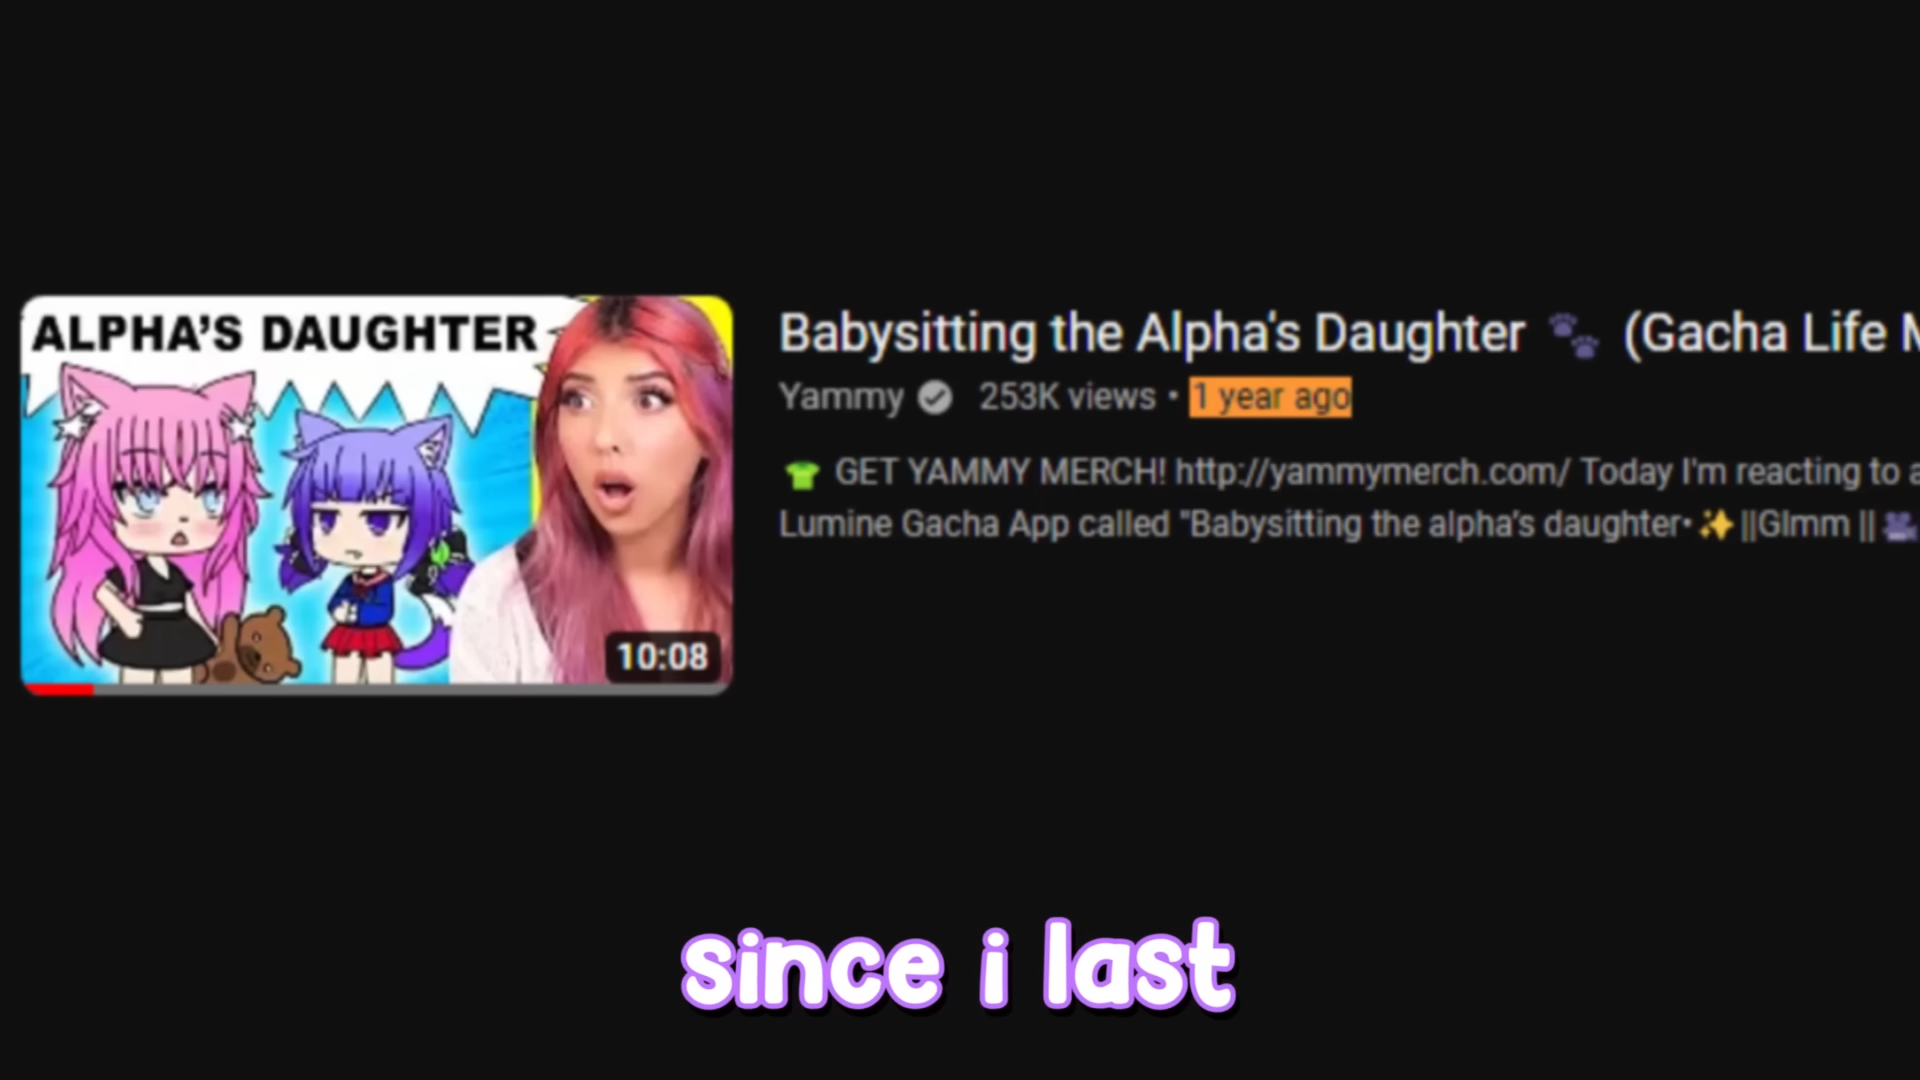 ALPHA'S DAUGHTER
10:08
Babysitting the Alpha's Daughter 🐾 (Gacha Life M
Yammy 253K views • 1 year ago
👕 GET YAMMY MERCH! http://yammymerch.com/ Today I'm reacting to a
Lumine Gacha App called "Babysitting the alpha's daughter•✨||Glmm ||🎥
since i last